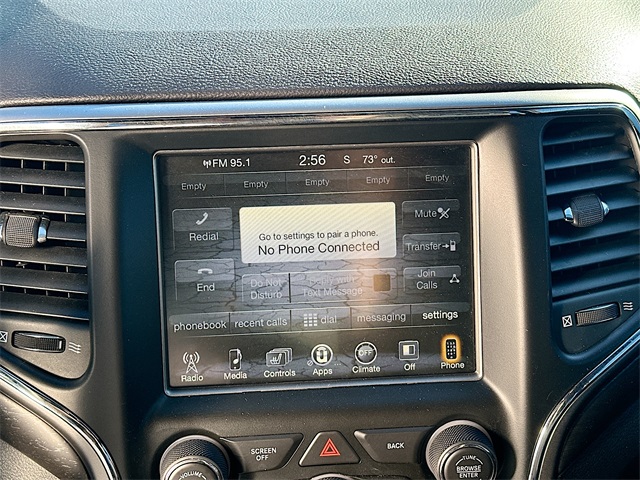 FM 95.1 2:56 S 73° out.
Empty Empty Empty Empty Empty
Go to settings to pair a phone.
No Phone Connected
Redial
Mute
Transfer
End
Do Not
Disturb
Reply with
Text Message
Join
Calls
phonebook recent calls dial messaging settings
OFF
Radio Media Controls Apps Climate Off Phone
SCREEN
OFF
BACK
VOLUME
TUNE
BROWSE
ENTER